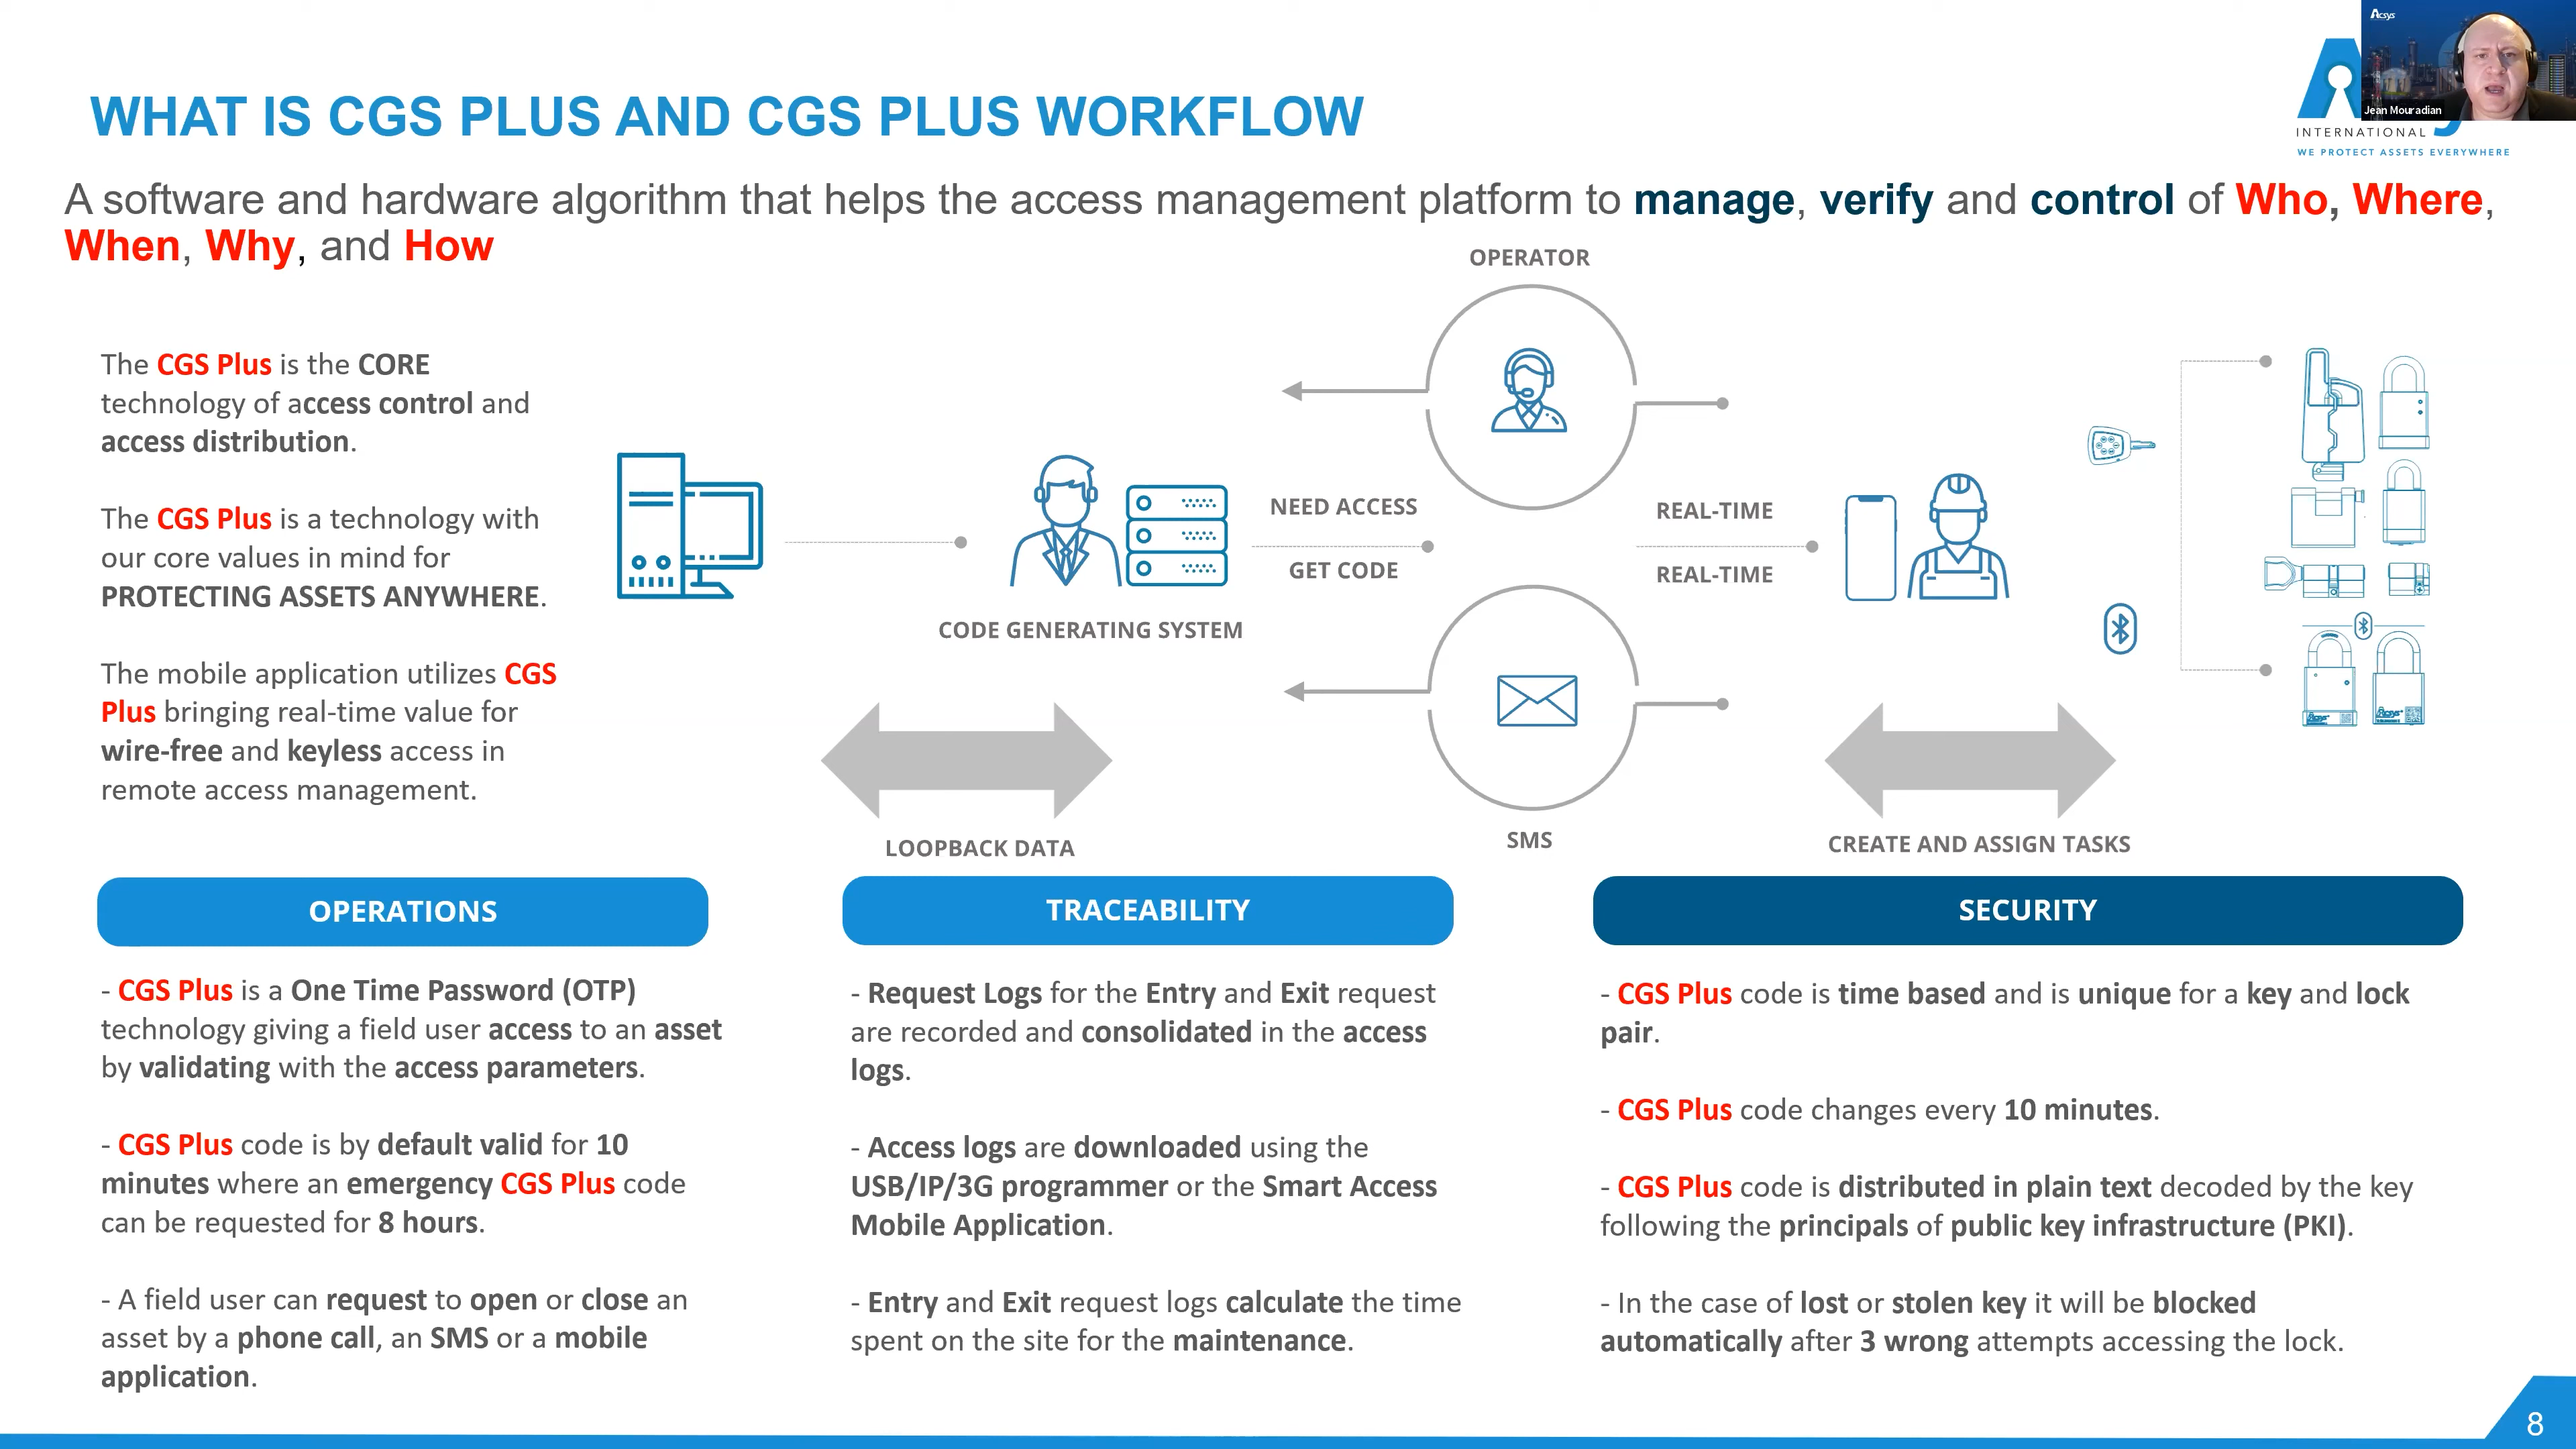 Acsys
Jean Mouradian
INTERNATIONAL
WE PROTECT ASSETS EVERYWHERE
WHAT IS CGS PLUS AND CGS PLUS WORKFLOW
A software and hardware algorithm that helps the access management platform to manage, verify and control of Who, Where,
When, Why, and How
The CGS Plus is the CORE
technology of access control and
access distribution.
The CGS Plus is a technology with
our core values in mind for
PROTECTING ASSETS ANYWHERE.
The mobile application utilizes CGS
Plus bringing real-time value for
wire-free and keyless access in
remote access management.
OPERATOR
NEED ACCESS
GET CODE
REAL-TIME
REAL-TIME
CODE GENERATING SYSTEM
LOOPBACK DATA
SMS
CREATE AND ASSIGN TASKS
Acsys
Acsys
OPERATIONS
- CGS Plus is a One Time Password (OTP)
technology giving a field user access to an asset
by validating with the access parameters.
- CGS Plus code is by default valid for 10
minutes where an emergency CGS Plus code
can be requested for 8 hours.
- A field user can request to open or close an
asset by a phone call, an SMS or a mobile
application.
TRACEABILITY
- Request Logs for the Entry and Exit request
are recorded and consolidated in the access
logs.
- Access logs are downloaded using the
USB/IP/3G programmer or the Smart Access
Mobile Application.
- Entry and Exit request logs calculate the time
spent on the site for the maintenance.
SECURITY
- CGS Plus code is time based and is unique for a key and lock
pair.
- CGS Plus code changes every 10 minutes.
- CGS Plus code is distributed in plain text decoded by the key
following the principals of public key infrastructure (PKI).
- In the case of lost or stolen key it will be blocked
automatically after 3 wrong attempts accessing the lock.
8